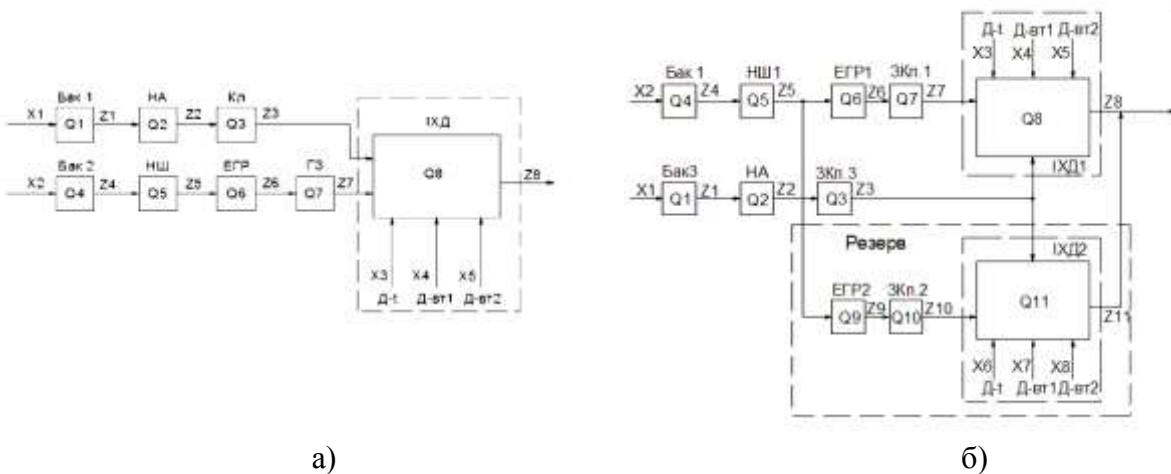 Бак 1 НА Кл
X1 Q1 Z1 Q2 Z2 Q3 Z3
ІХД
Бак 2 НШ ЕГР ГЗ
X2 Q4 Z4 Q5 Z5 Q6 Z6 Q7 Z7
Q8
Z8
X3 X4 X5
Д-t Д-вт1 Д-вт2
а)
Д-t Д-вт1 Д-вт2
X3 X4 X5
Бак 1 НШ1 ЕГР1 ЗКл.1
X2 Q4 Z4 Q5 Z5 Q6 Z6 Q7 Z7
Q8
Z8
ІХД1
Бак3 НА ЗКл.3
X1 Q1 Z1 Q2 Z2 Q3 Z3
Резерв
ІХД2
ЕГР2 ЗКл.2
Q9 Z9 Q10 Z10
Q11
Z11
X6 X7 X8
Д-t Д-вт1 Д-вт2
б)